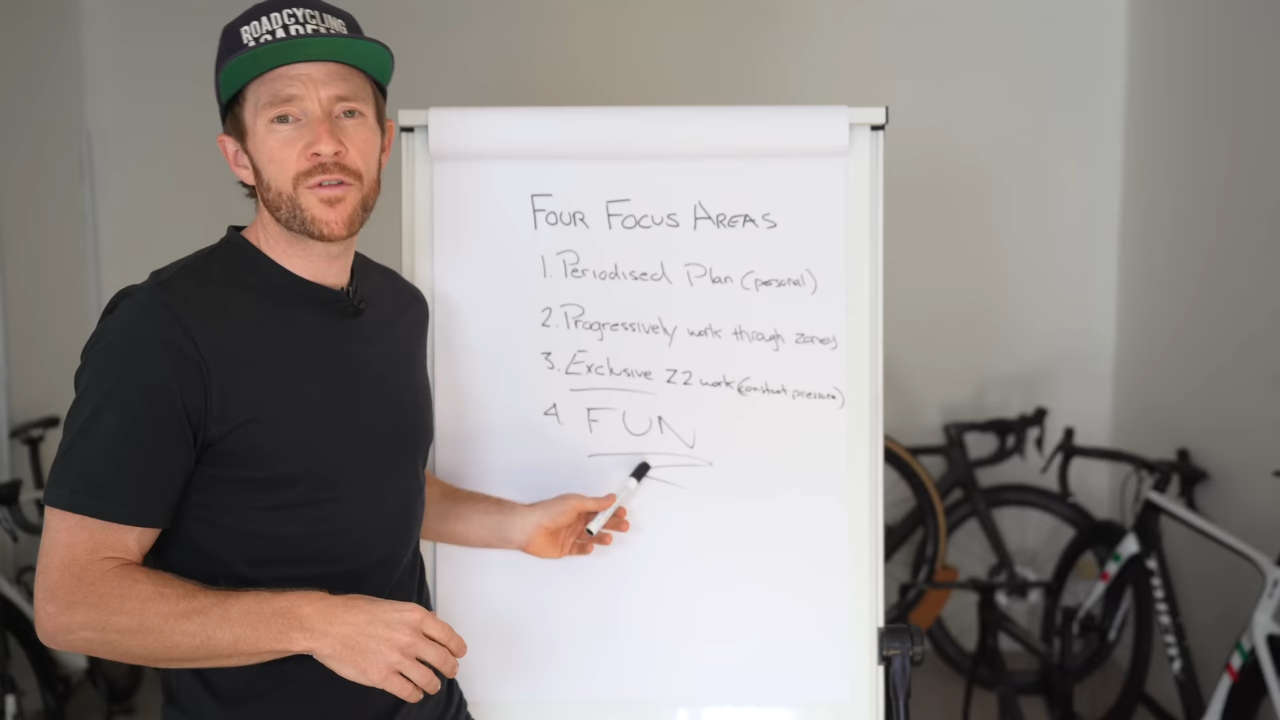 ROADCYCLING
ACADEMY
FOUR FOCUS AREAS
1. Periodised Plan (personal)
2. Progressively work through zones
3. Exclusive Z2 work (constant pressure)
4. FUN